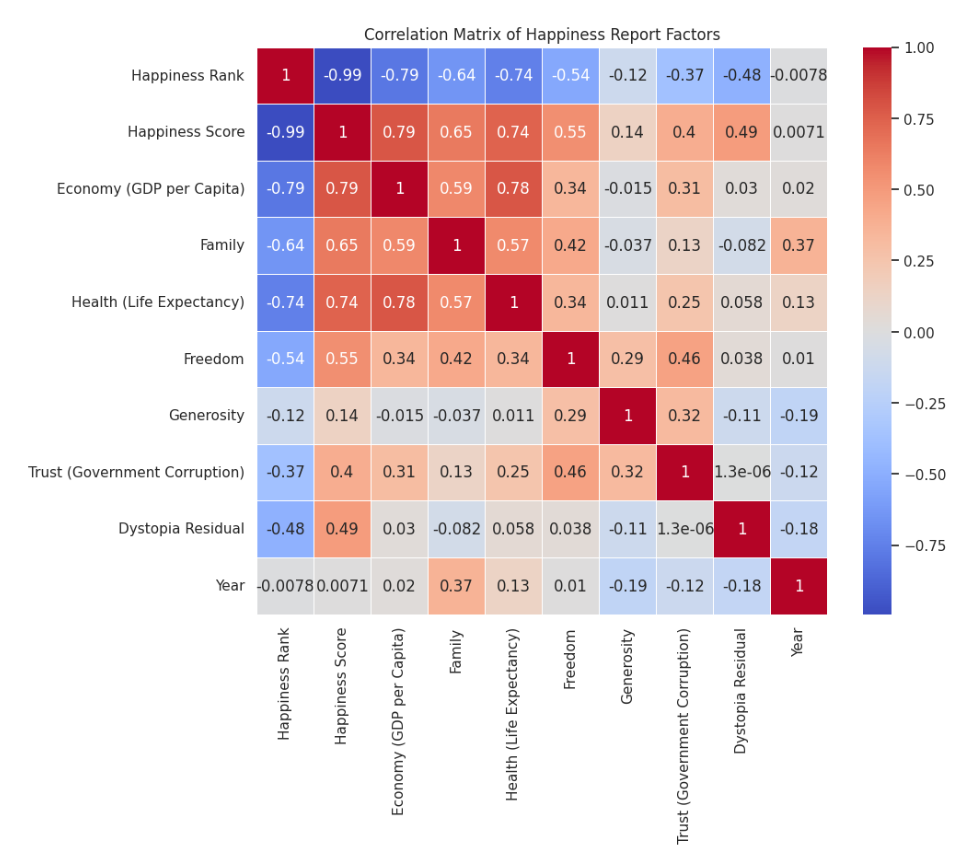 Correlation Matrix of Happiness Report Factors
Happiness Rank 1 -0.99 -0.79 -0.64 -0.74 -0.54 -0.12 -0.37 -0.48 -0.0078
Happiness Score -0.99 1 0.79 0.65 0.74 0.55 0.14 0.4 0.49 0.0071
Economy (GDP per Capita) -0.79 0.79 1 0.59 0.78 0.34 -0.015 0.31 0.03 0.02
Family -0.64 0.65 0.59 1 0.57 0.42 -0.037 0.13 -0.082 0.37
Health (Life Expectancy) -0.74 0.74 0.78 0.57 1 0.34 0.011 0.25 0.058 0.13
Freedom -0.54 0.55 0.34 0.42 0.34 1 0.29 0.46 0.038 0.01
Generosity -0.12 0.14 -0.015 -0.037 0.011 0.29 1 0.32 -0.11 -0.19
Trust (Government Corruption) -0.37 0.4 0.31 0.13 0.25 0.46 0.32 1 1.3e-06 -0.12
Dystopia Residual -0.48 0.49 0.03 -0.082 0.058 0.038 -0.11 1.3e-06 1 -0.18
Year -0.0078 0.0071 0.02 0.37 0.13 0.01 -0.19 -0.12 -0.18 1
Happiness Rank
Happiness Score
Economy (GDP per Capita)
Family
Health (Life Expectancy)
Freedom
Generosity
Trust (Government Corruption)
Dystopia Residual
Year
1.00
0.75
0.50
0.25
0.00
−0.25
−0.50
−0.75